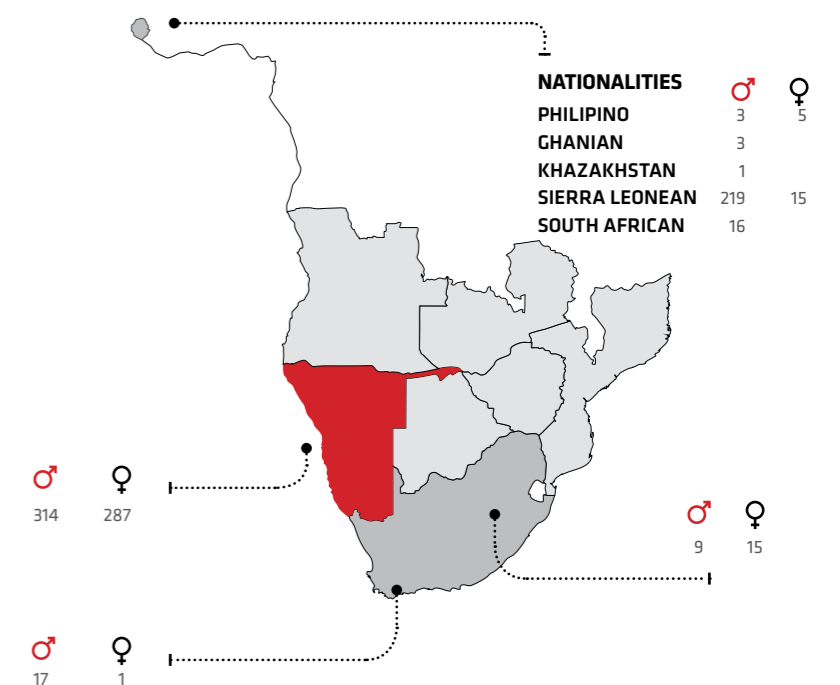 NATIONALITIES ♂ ♀
PHILIPINO 3 5
GHANIAN 3
KHAZAKHSTAN 1
SIERRA LEONEAN 219 15
SOUTH AFRICAN 16
♂ ♀
314 287
♂ ♀
9 15
♂ ♀
17 1